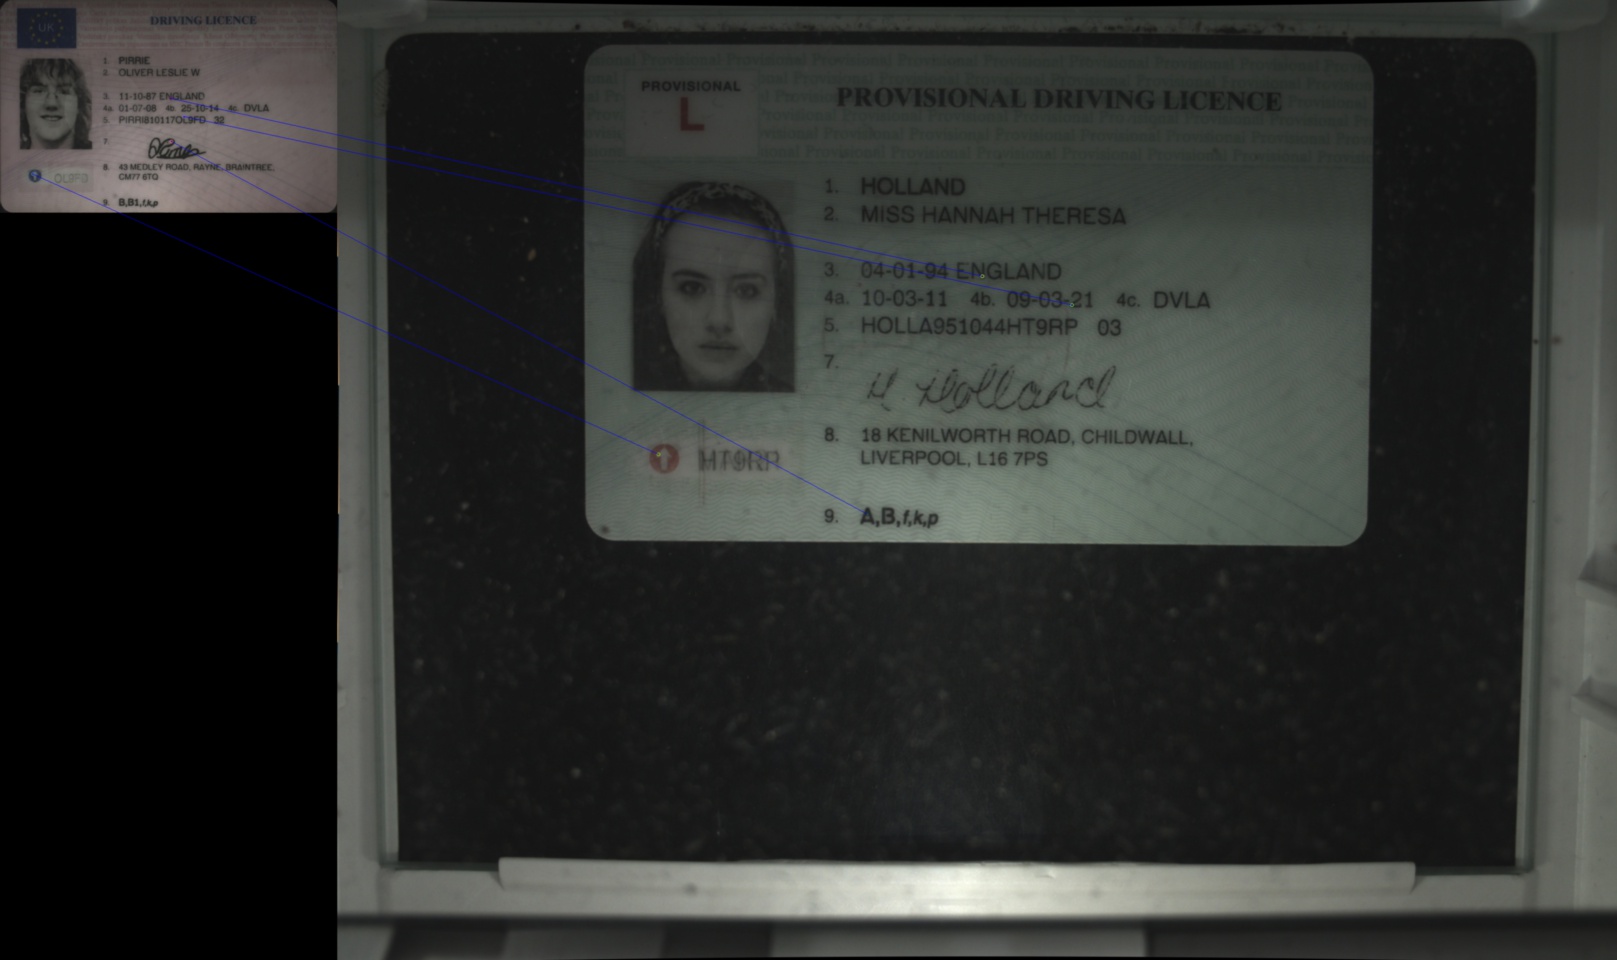 UK
DRIVING LICENCE
1. PIRRIE
2. OLIVER LESLIE W
3. 11-10-87 ENGLAND
4a. 01-07-08 4b. 25-10-14 4c. DVLA
5. PIRRI810117OL9FD 32
7.
8. 43 MEDLEY ROAD, RAYNE, BRAINTREE,
CM77 6TQ
9. B,B1,f,k,p
PROVISIONAL
L
PROVISIONAL DRIVING LICENCE
1. HOLLAND
2. MISS HANNAH THERESA
3. 04-01-94 ENGLAND
4a. 10-03-11 4b. 09-03-21 4c. DVLA
5. HOLLA951044HT9RP 03
7. H. Holland
8. 18 KENILWORTH ROAD, CHILDWALL,
LIVERPOOL, L16 7PS
HT9RP
9. A,B,f,k,p